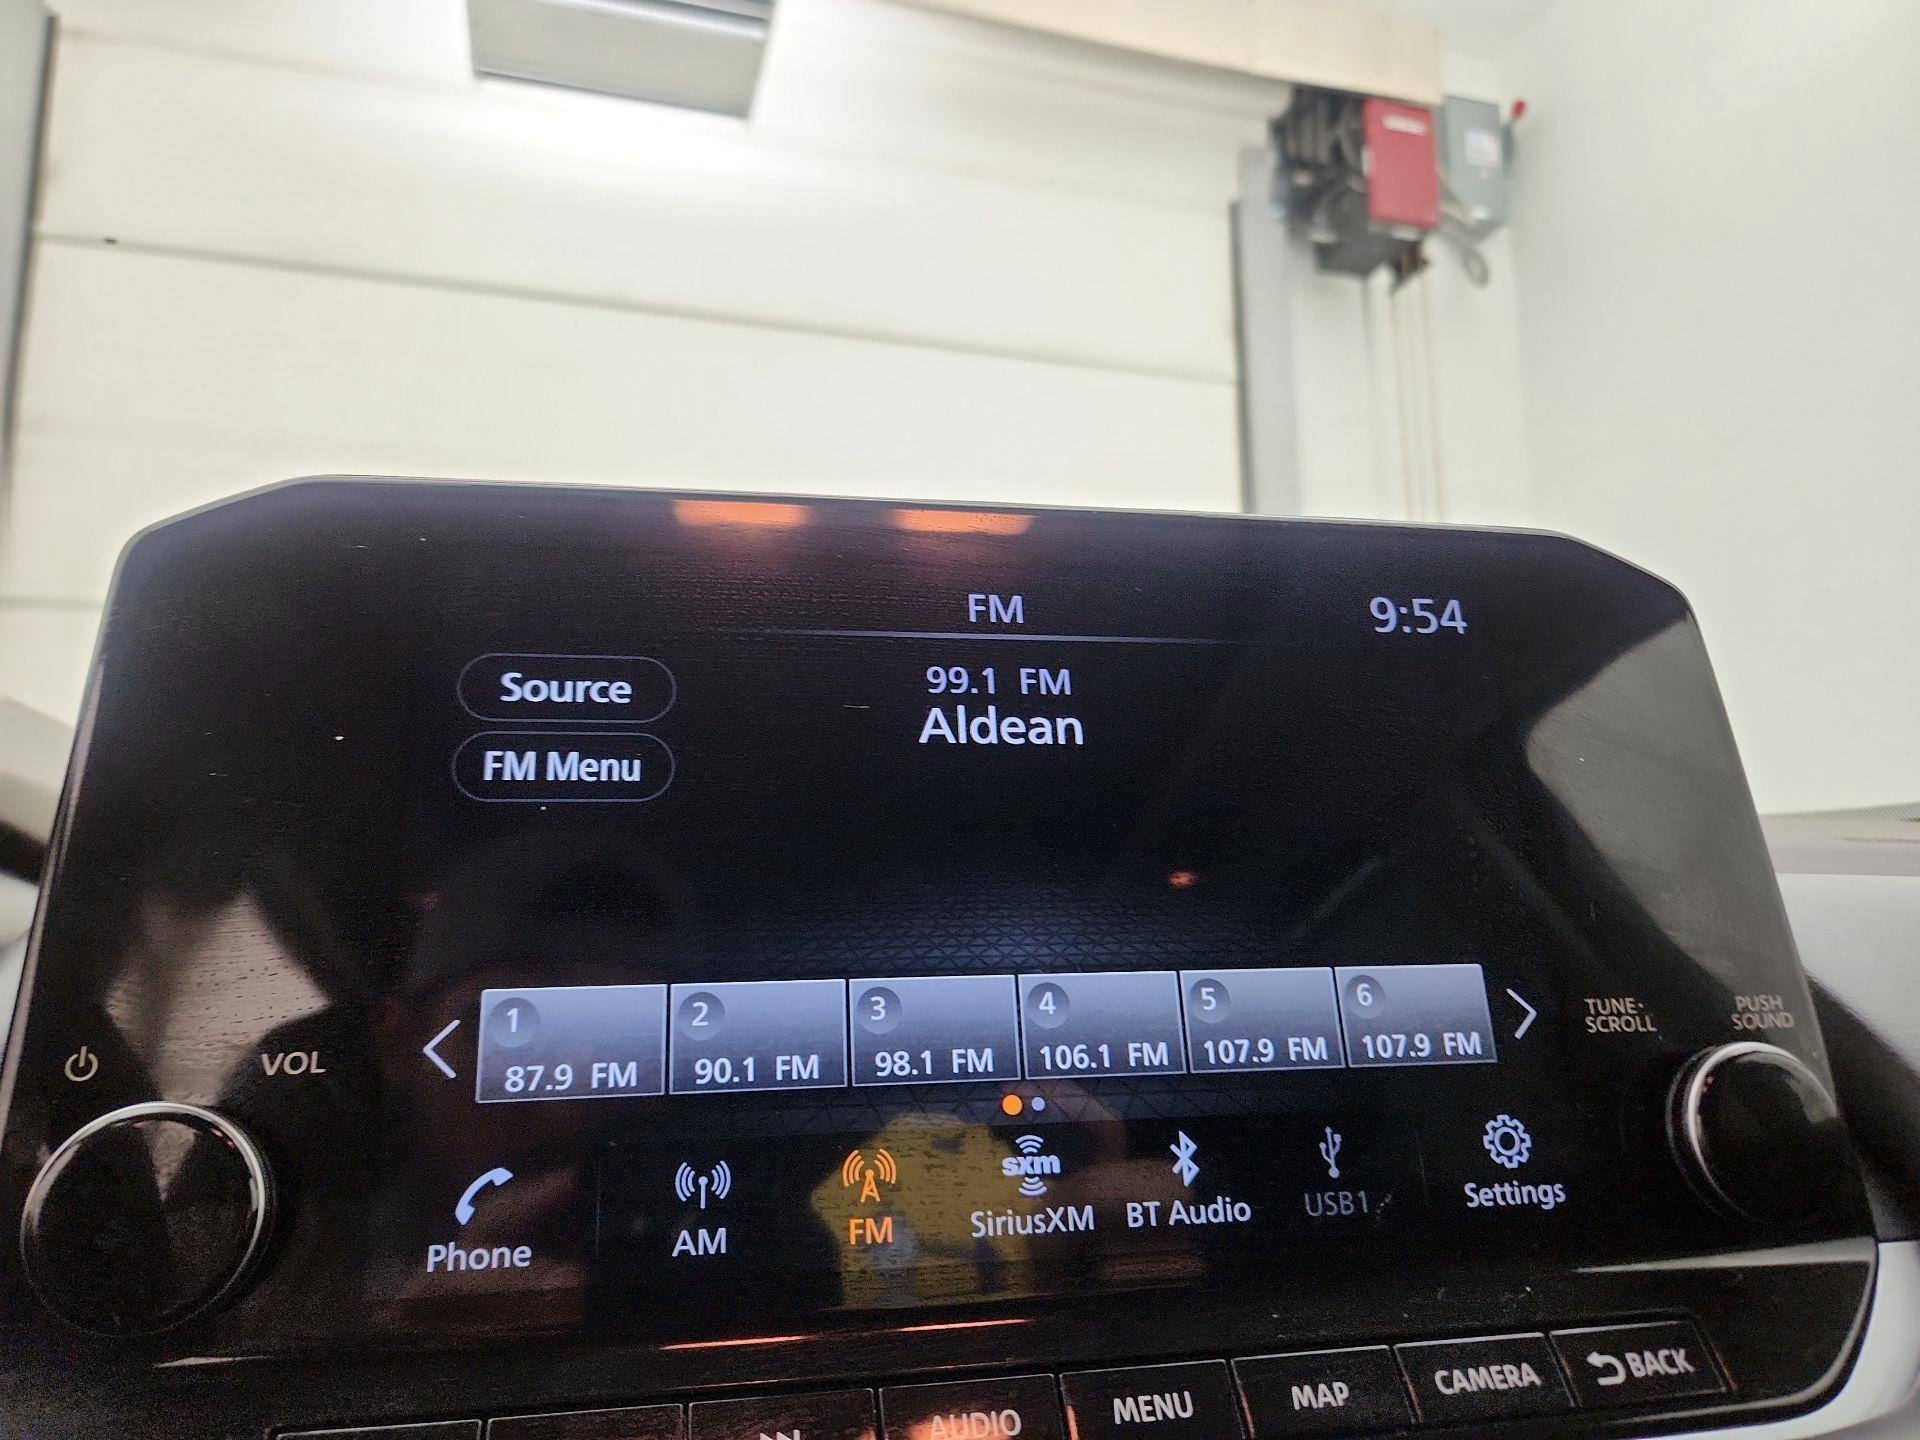 FM
9:54
Source
99.1 FM
Aldean
FM Menu
1
2
3
4
5
6
87.9 FM
90.1 FM
98.1 FM
106.1 FM
107.9 FM
107.9 FM
VOL
TUNE·
SCROLL
PUSH
SOUND
Phone
AM
FM
sxm
SiriusXM
BT Audio
USB1
Settings
AUDIO
MENU
MAP
CAMERA
BACK